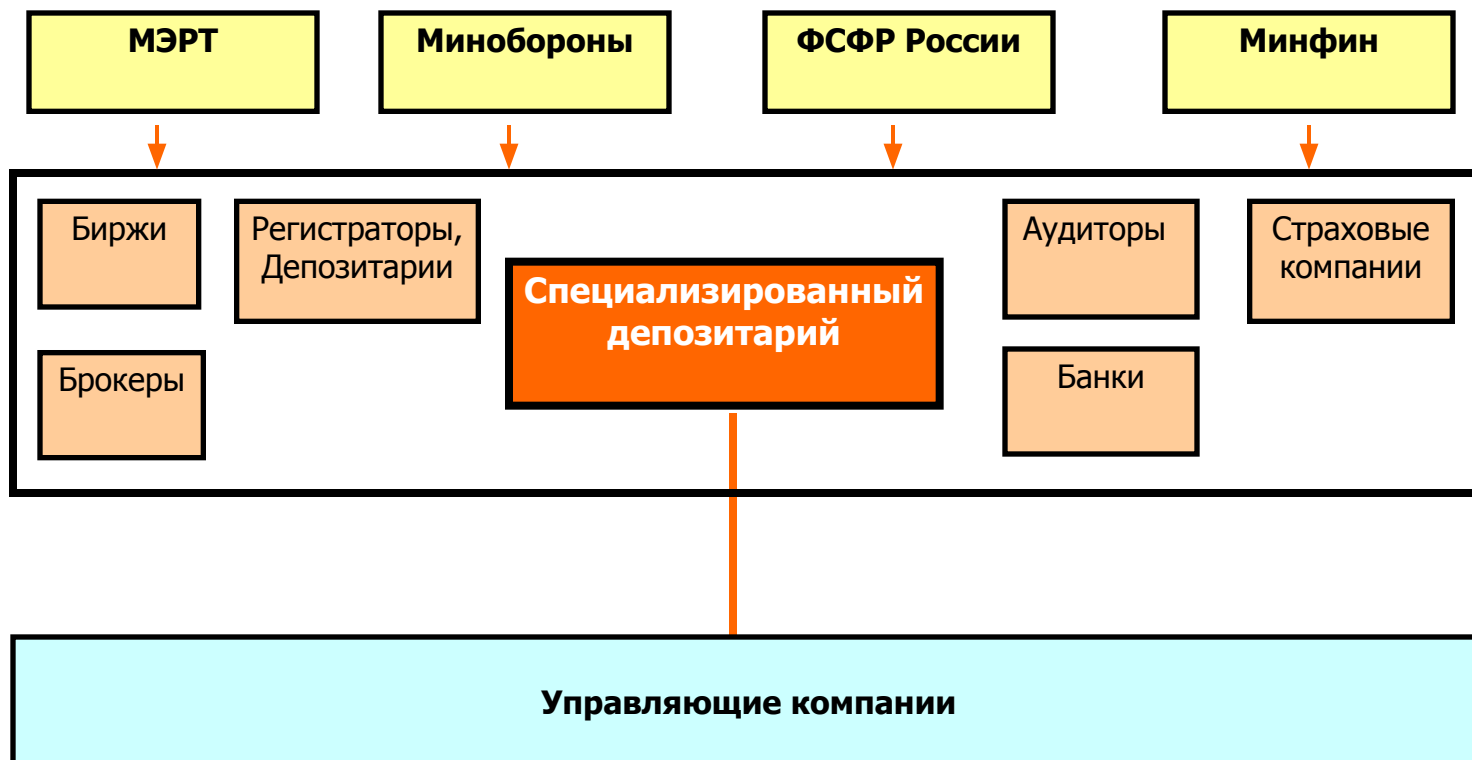 МЭРТ
Минобороны
ФСФР России
Минфин
Биржи
Регистраторы,
Депозитарии
Специализированный
депозитарий
Аудиторы
Страховые
компании
Брокеры
Банки
Управляющие компании